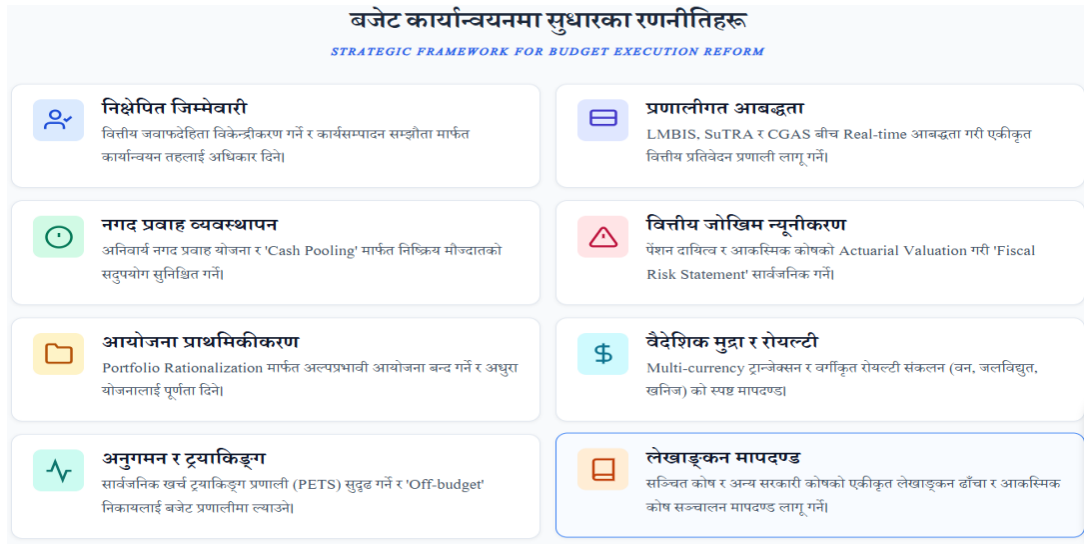 बजेट कार्यान्वयनमा सुधारका रणनीतिहरू
STRATEGIC FRAMEWORK FOR BUDGET EXECUTION REFORM
निक्षेपित जिम्मेवारी
वित्तीय जवाफदेहिता विकेन्द्रीकरण गर्ने र कार्यसम्पादन सम्झौता मार्फत
कार्यान्वयन तहलाई अधिकार दिने।
प्रणालीगत आबद्धता
LMBIS, SuTRA र CGAS बीच Real-time आबद्धता गरी एकीकृत
वित्तीय प्रतिवेदन प्रणाली लागू गर्ने।
नगद प्रवाह व्यवस्थापन
अनिवार्य नगद प्रवाह योजना र 'Cash Pooling' मार्फत निष्क्रिय मौज्दातको
सदुपयोग सुनिश्चित गर्ने।
वित्तीय जोखिम न्यूनीकरण
पेंशन दायित्व र आकस्मिक कोषको Actuarial Valuation गरी 'Fiscal
Risk Statement' सार्वजनिक गर्ने।
आयोजना प्राथमिकीकरण
Portfolio Rationalization मार्फत अल्पप्रभावी आयोजना बन्द गर्ने र अधुरा
योजनालाई पूर्णता दिने।
वैदेशिक मुद्रा र रोयल्टी
Multi-currency ट्रान्जेक्सन र वर्गीकृत रोयल्टी संकलन (वन, जलविद्युत,
खनिज) को स्पष्ट मापदण्ड।
अनुगमन र ट्र्याकिङ्ग
सार्वजनिक खर्च ट्र्याकिङ्ग प्रणाली (PETS) सुदृढ गर्ने र 'Off-budget'
निकायलाई बजेट प्रणालीमा ल्याउने।
लेखाङ्कन मापदण्ड
सञ्चित कोष र अन्य सरकारी कोषको एकीकृत लेखाङ्कन ढाँचा र आकस्मिक
कोष सञ्चालन मापदण्ड लागू गर्ने।